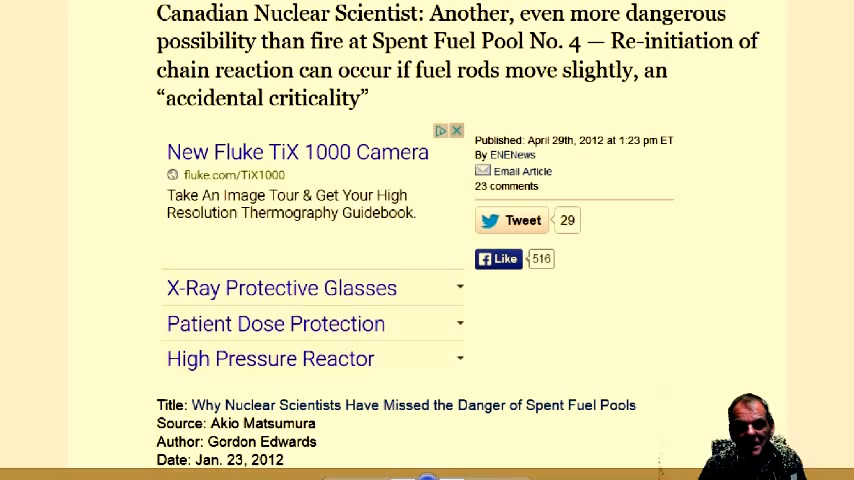 Canadian Nuclear Scientist: Another, even more dangerous
possibility than fire at Spent Fuel Pool No. 4 — Re-initiation of
chain reaction can occur if fuel rods move slightly, an
“accidental criticality”
New Fluke TiX 1000 Camera
fluke.com/TiX1000
Take An Image Tour & Get Your High
Resolution Thermography Guidebook.
Published: April 29th, 2012 at 1:23 pm ET
By ENENews
Email Article
23 comments
Tweet 29
Like 516
X-Ray Protective Glasses
Patient Dose Protection
High Pressure Reactor
Title: Why Nuclear Scientists Have Missed the Danger of Spent Fuel Pools
Source: Akio Matsumura
Author: Gordon Edwards
Date: Jan. 23, 2012